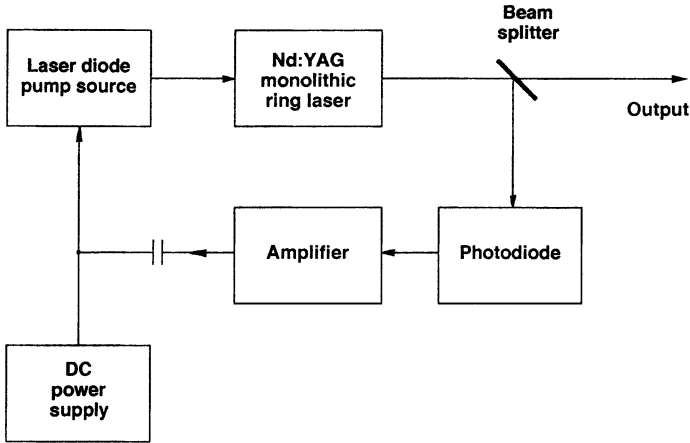 Beam
splitter
Laser diode
pump source
Nd:YAG
monolithic
ring laser
Output
Amplifier
Photodiode
DC
power
supply